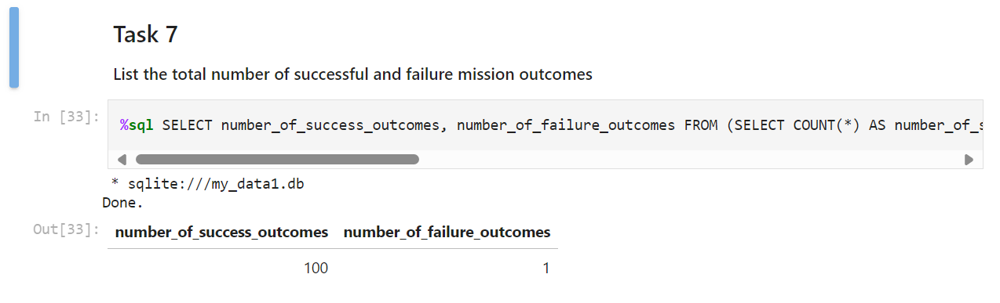 Task 7
List the total number of successful and failure mission outcomes
In [33]: %sql SELECT number_of_success_outcomes, number_of_failure_outcomes FROM (SELECT COUNT(*) AS number_of_s
* sqlite:///my_data1.db
Done.
Out[33]: number_of_success_outcomes number_of_failure_outcomes
100 1